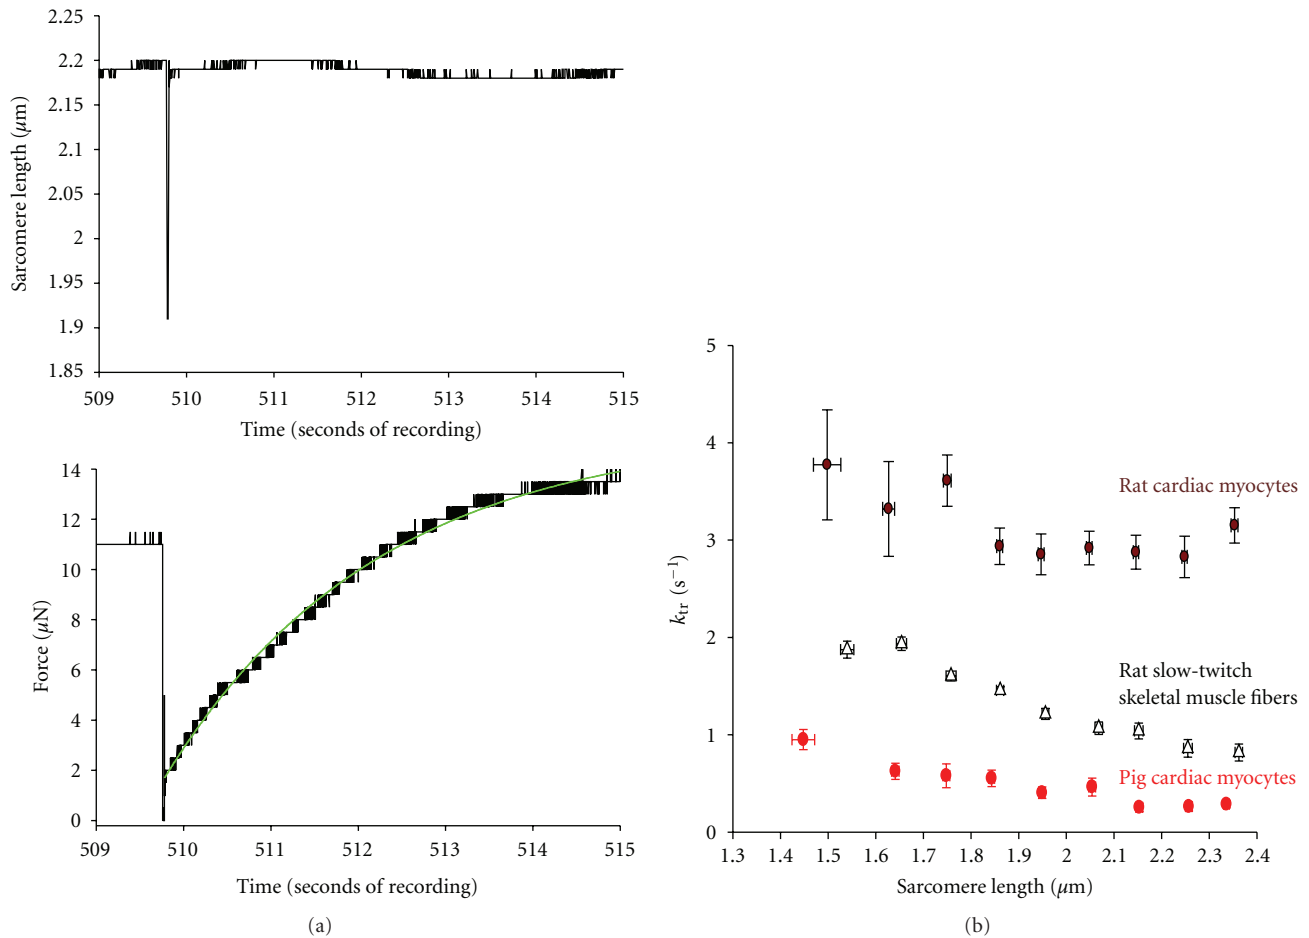 2.25
2.2
2.15
2.1
2.05
2
1.95
1.9
1.85
Sarcomere length (μm)
509 510 511 512 513 514 515
Time (seconds of recording)
14
12
10
8
6
4
2
0
Force (μN)
509 510 511 512 513 514 515
Time (seconds of recording)
(a)
5
4
3
2
1
0
k_tr (s⁻¹)
Rat cardiac myocytes
Rat slow-twitch
skeletal muscle fibers
Pig cardiac myocytes
1.3 1.4 1.5 1.6 1.7 1.8 1.9 2 2.1 2.2 2.3 2.4
Sarcomere length (μm)
(b)